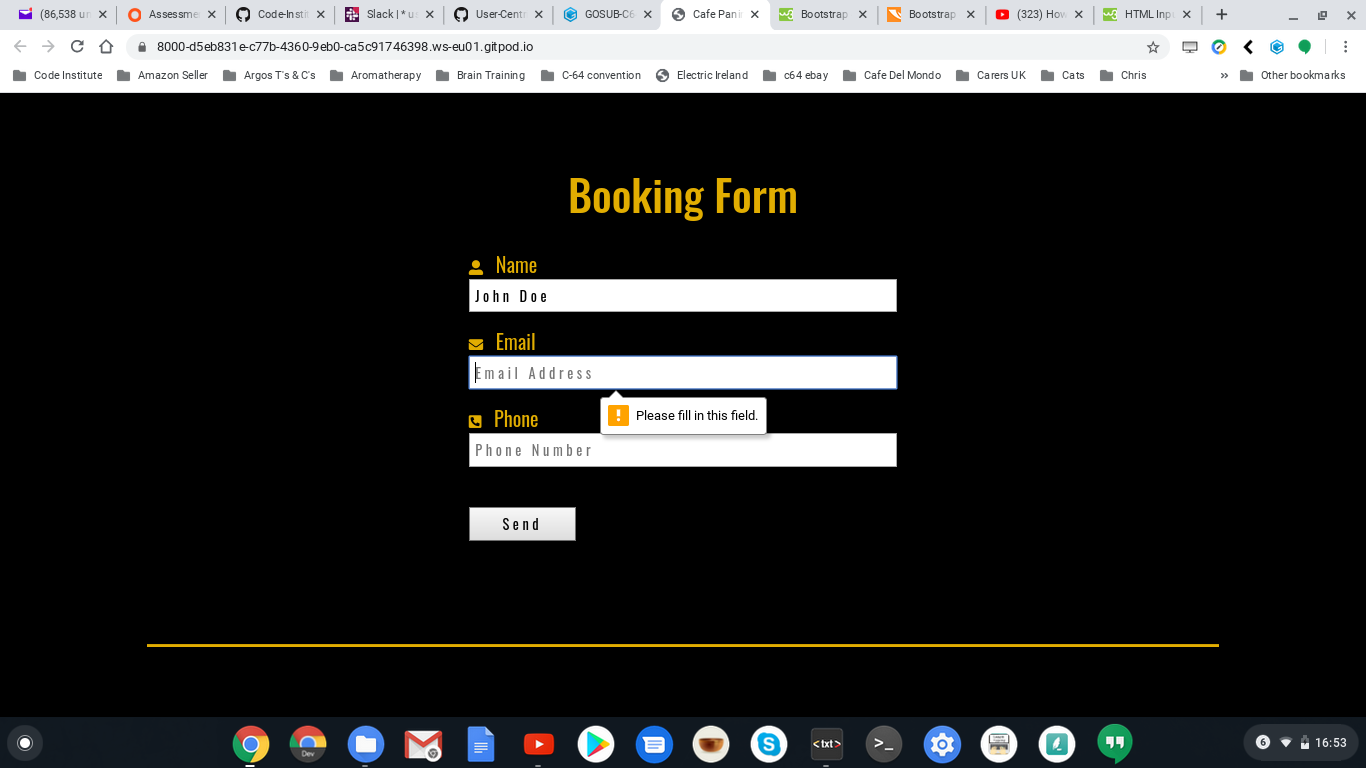 (86,538 un
Assessme
Code-Instit
Slack | * us
User-Centr
GOSUB-C6
Cafe Pani
Bootstrap
Bootstrap
(323) How
HTML Inpu
8000-d5eb831e-c77b-4360-9eb0-ca5c91746398.ws-eu01.gitpod.io
Code Institute
Amazon Seller
Argos T's & C's
Aromatherapy
Brain Training
C-64 convention
Electric Ireland
c64 ebay
Cafe Del Mondo
Carers UK
Cats
Chris
»
Other bookmarks
Booking Form
Name
John Doe
Email
Email Address
Please fill in this field.
Phone
Phone Number
Send
Dev
<txt>
>_
6
16:53